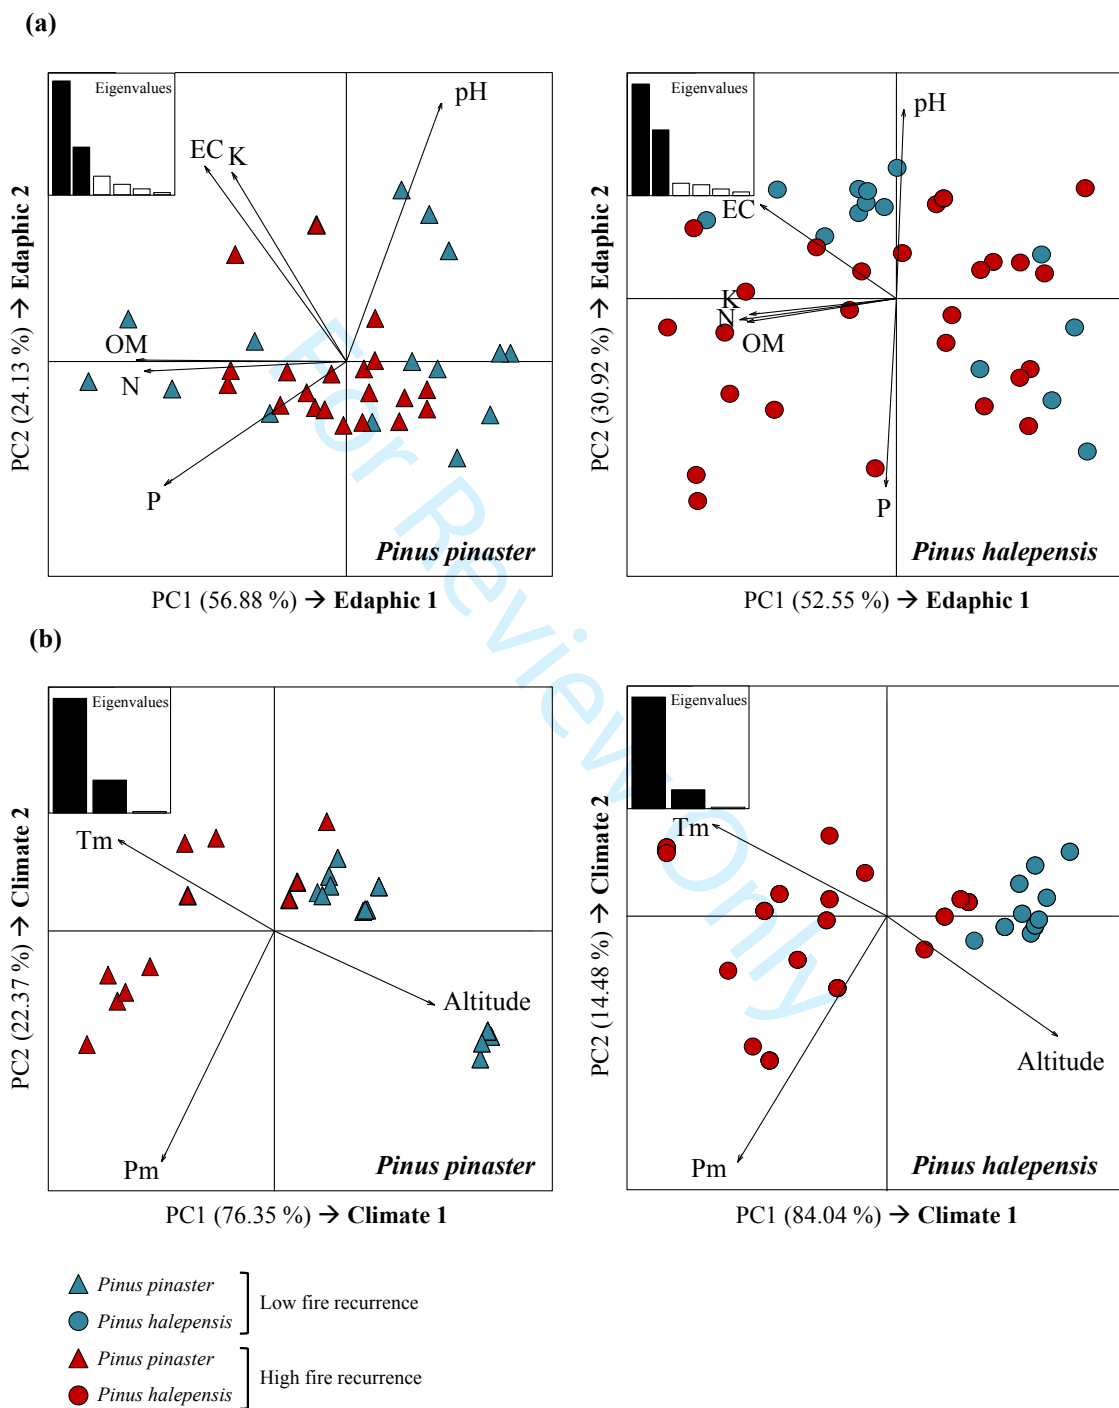 (a)
Eigenvalues
pH
EC K
OM
N
P
Pinus pinaster
PC2 (24.13 %) → Edaphic 2
PC1 (56.88 %) → Edaphic 1
Eigenvalues
pH
EC
K
N
OM
P
Pinus halepensis
PC2 (30.92 %) → Edaphic 2
PC1 (52.55 %) → Edaphic 1
(b)
Eigenvalues
Tm
Altitude
Pm
Pinus pinaster
PC2 (22.37 %) → Climate 2
PC1 (76.35 %) → Climate 1
Eigenvalues
Tm
Altitude
Pm
Pinus halepensis
PC2 (14.48 %) → Climate 2
PC1 (84.04 %) → Climate 1
For Review Only
Pinus pinaster
Pinus halepensis
Low fire recurrence
Pinus pinaster
Pinus halepensis
High fire recurrence